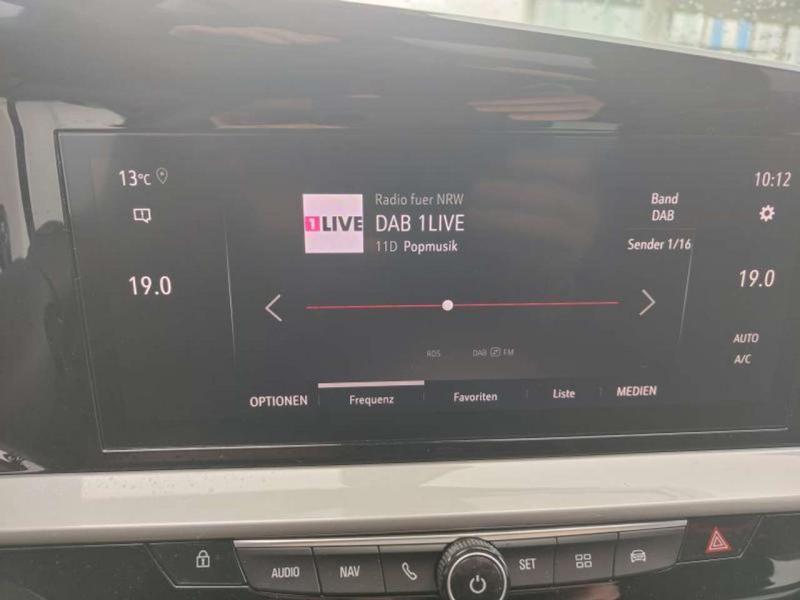 13°C
10:12
Radio fuer NRW
1LIVE
DAB 1LIVE
11D Popmusik
Band
DAB
Sender 1/16
19.0
19.0
RDS
DAB FM
AUTO
A/C
OPTIONEN
Frequenz
Favoriten
Liste
MEDIEN
AUDIO
NAV
SET